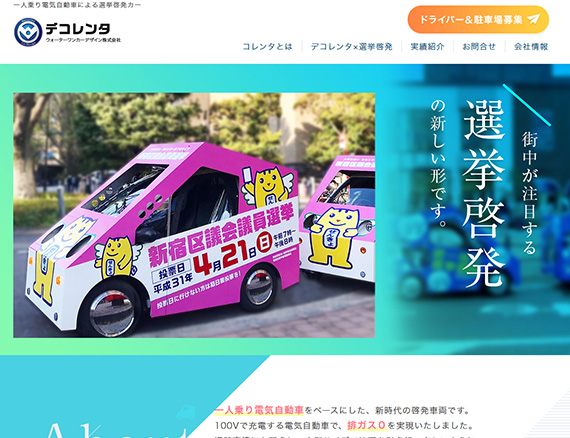 一人乗り電気自動車による選挙啓発カー
デコレンタ
ウォーターワンカーデザイン株式会社
ドライバー&駐車場募集
コレンタとは
デコレンタ×選挙啓発
実績紹介
お問合せ
会社情報
街中が注目する
選挙啓発
の新しい形です。
新宿区議会議員選挙
投票日
平成31年
4月21日(日)
午前7時〜
午後8時
投票日に行けない方は期日前投票を!
一人乗り電気自動車をベースにした、新時代の啓発車両です。
100Vで充電する電気自動車で、排ガス0を実現いたしました。